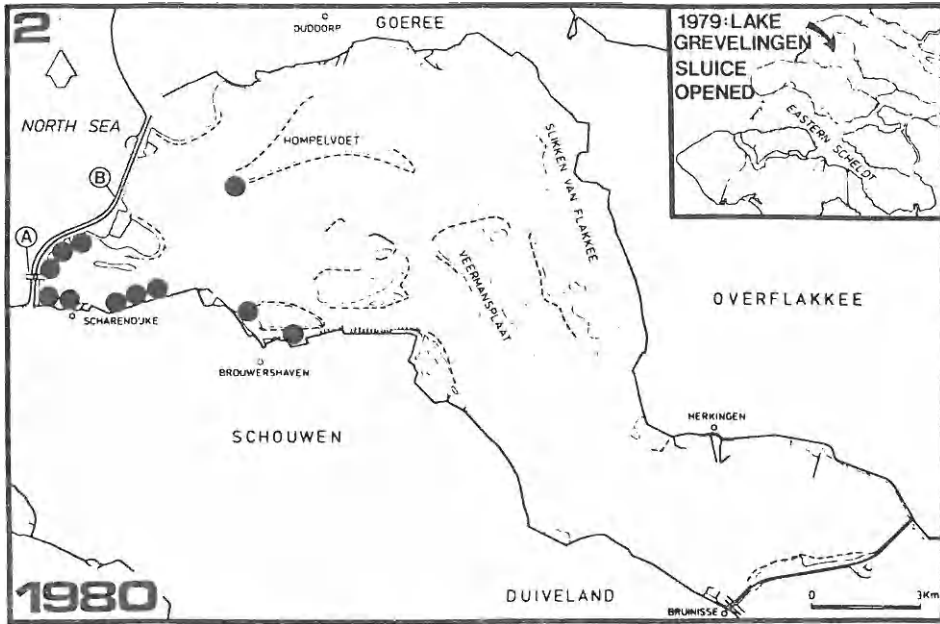 2
OUDDORP
GOEREE
1979: LAKE
GREVELINGEN
SLUICE
OPENED
EASTERN SCHELDT
NORTH SEA
HOMPELVOET
SLIKKEN VAN FLAKKEE
B
A
VEERMANSPLAAT
OVERFLAKKEE
SCHARENDIJKE
BROUWERSHAVEN
HERKINGEN
SCHOUWEN
1980
DUIVELAND
BRUINISSE
0
3Km